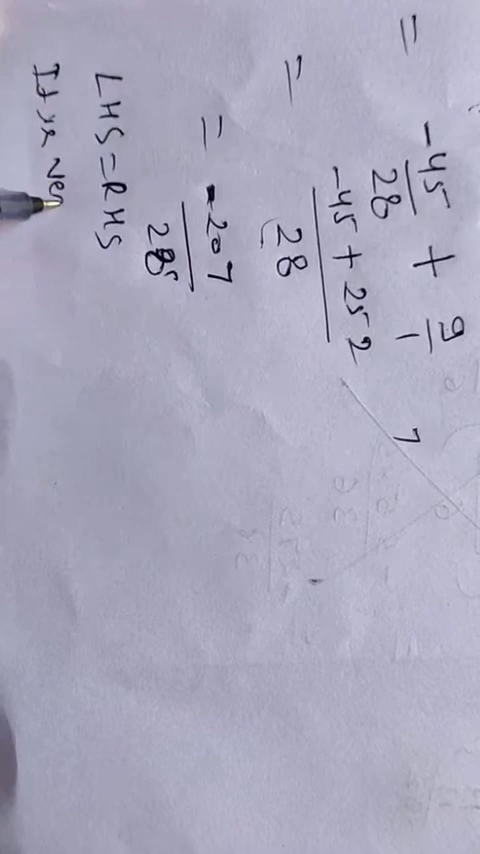 = -45/28 + 9/1
= -45 + 252/28
= -207/28
LHS = RHS
It is ver